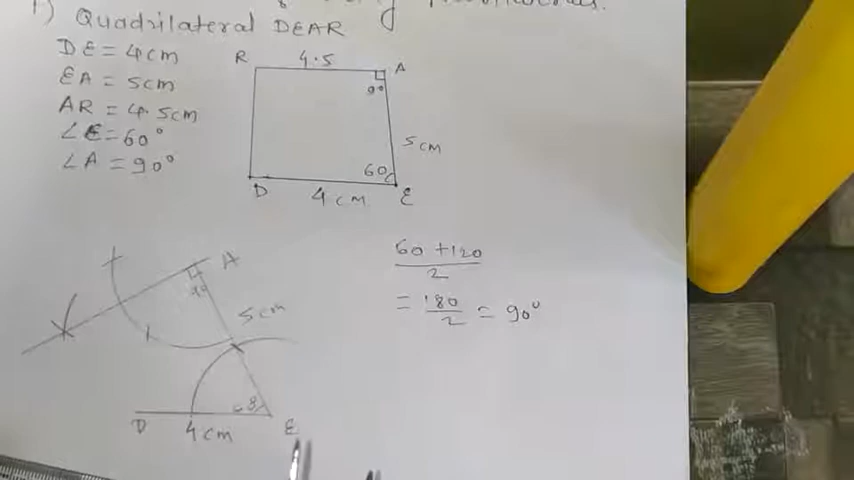 1) Quadrilateral DEAR
DE = 4cm
EA = 5cm
AR = 4.5cm
∠E = 60°
∠A = 90°
R 4.5 A
90
5cm
60
D 4cm E
60 + 120
2
= 180
2
= 90°
A
90
5cm
60
D 4cm E